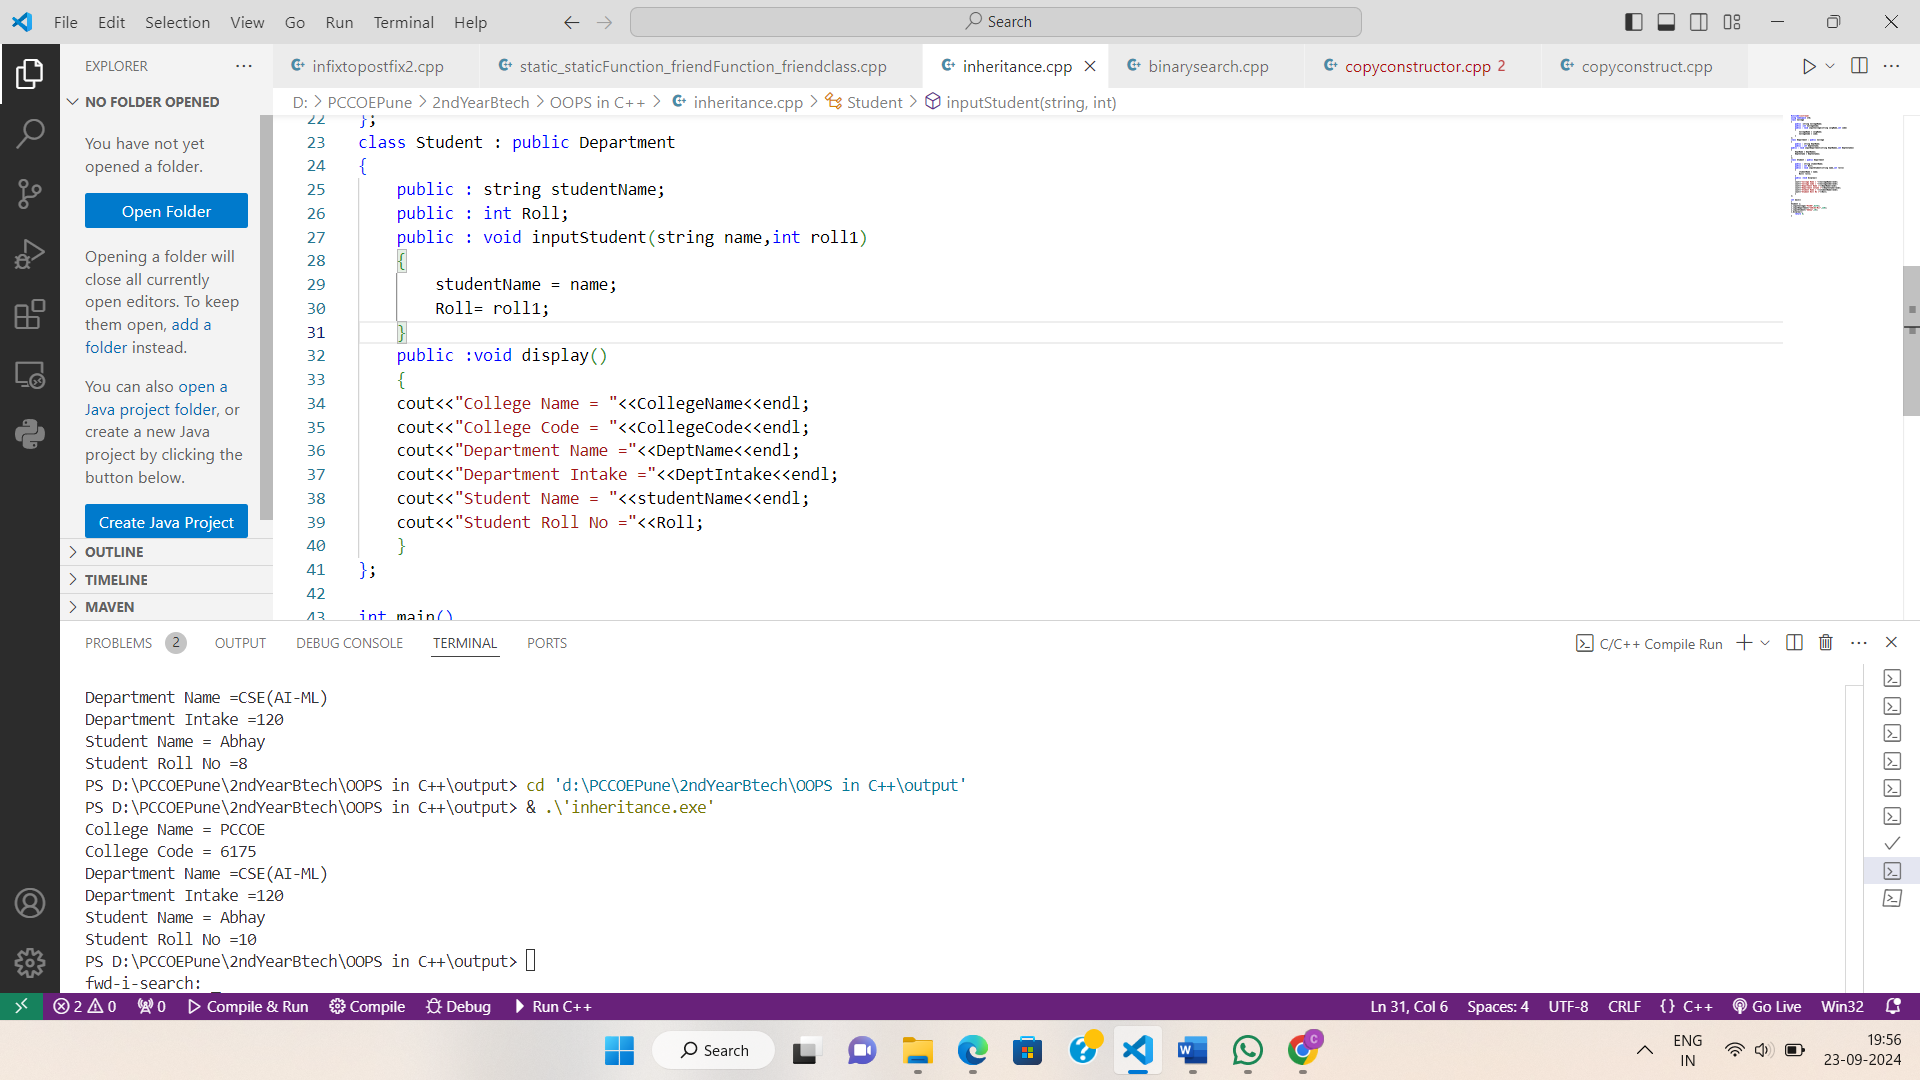 File Edit Selection View Go Run Terminal Help
Search
EXPLORER
infixtopostfix2.cpp
static_staticFunction_friendFunction_friendclass.cpp
inheritance.cpp
binarysearch.cpp
copyconstructor.cpp 2
copyconstruct.cpp
NO FOLDER OPENED
You have not yet
opened a folder.
Open Folder
Opening a folder will
close all currently
open editors. To keep
them open, add a
folder instead.
You can also open a
Java project folder, or
create a new Java
project by clicking the
button below.
Create Java Project
OUTLINE
TIMELINE
MAVEN
D: > PCCOEPune > 2ndYearBtech > OOPS in C++ > inheritance.cpp > Student > inputStudent(string, int)
22 };
23 class Student : public Department
24 {
25 public : string studentName;
26 public : int Roll;
27 public : void inputStudent(string name,int roll1)
28 {
29 studentName = name;
30 Roll= roll1;
31 }
32 public :void display()
33 {
34 cout<<"College Name = "<<CollegeName<<endl;
35 cout<<"College Code = "<<CollegeCode<<endl;
36 cout<<"Department Name ="<<DeptName<<endl;
37 cout<<"Department Intake ="<<DeptIntake<<endl;
38 cout<<"Student Name = "<<studentName<<endl;
39 cout<<"Student Roll No ="<<Roll;
40 }
41 };
42
43 int main()
PROBLEMS 2 OUTPUT DEBUG CONSOLE TERMINAL PORTS
C/C++ Compile Run
Department Name =CSE(AI-ML)
Department Intake =120
Student Name = Abhay
Student Roll No =8
PS D:\PCCOEPune\2ndYearBtech\OOPS in C++\output> cd 'd:\PCCOEPune\2ndYearBtech\OOPS in C++\output'
PS D:\PCCOEPune\2ndYearBtech\OOPS in C++\output> & .\'inheritance.exe'
College Name = PCCOE
College Code = 6175
Department Name =CSE(AI-ML)
Department Intake =120
Student Name = Abhay
Student Roll No =10
PS D:\PCCOEPune\2ndYearBtech\OOPS in C++\output>
fwd-i-search: _
2 0 0 Compile & Run Compile Debug Run C++
Ln 31, Col 6 Spaces: 4 UTF-8 CRLF {} C++ Go Live Win32
Search
C
ENG
IN
19:56
23-09-2024